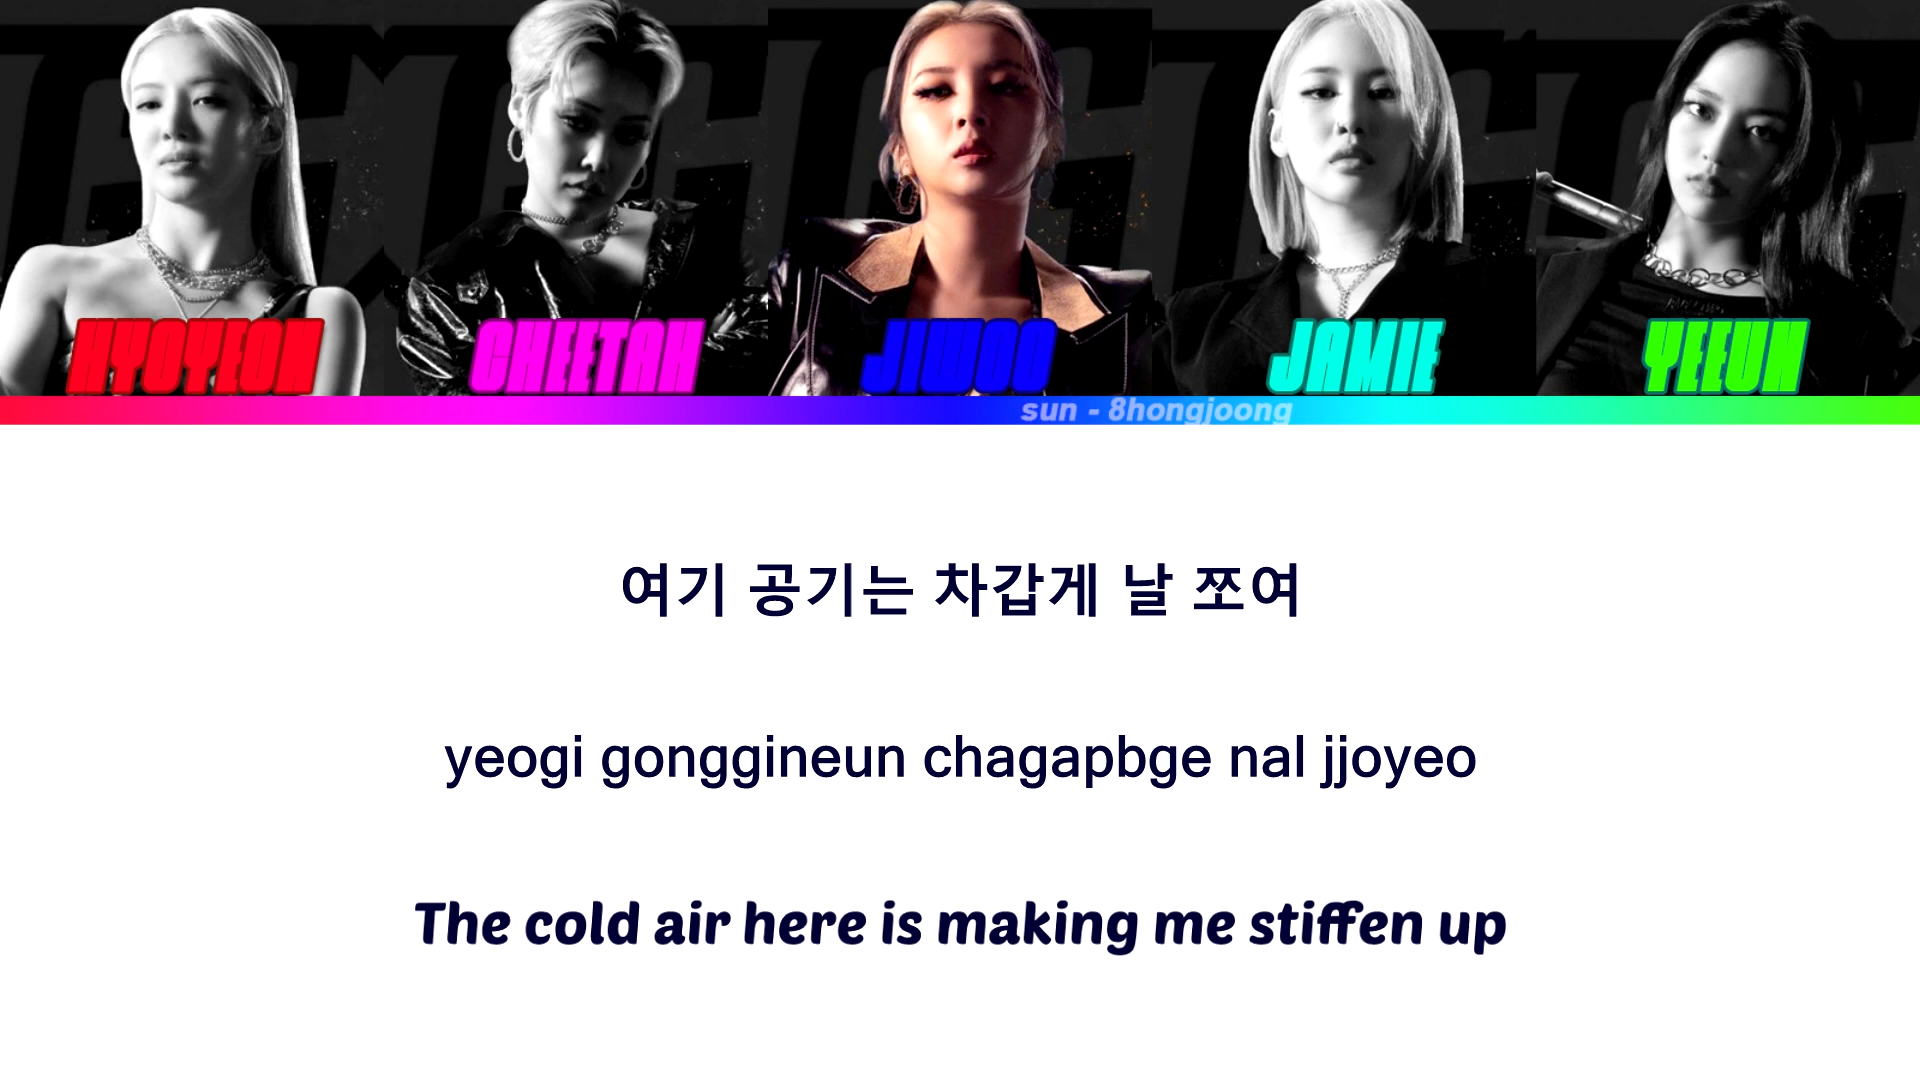 HYOYEON CHEETAH JIWOO JAMIE YEEUN
sun - 8hongjoong
여기 공기는 차갑게 날 쪼여
yeogi gonggineun chagapbge nal jjoyeo
The cold air here is making me stiffen up